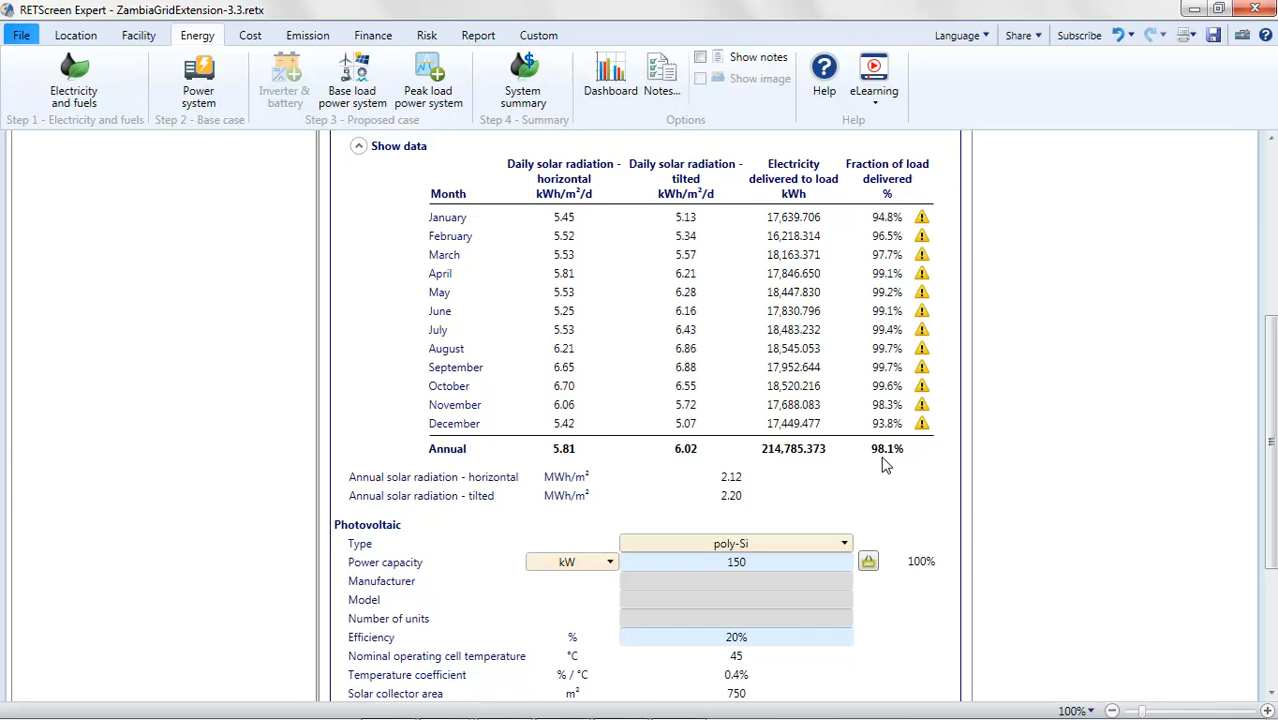 RETScreen Expert - ZambiaGridExtension-3.3.retx
File Location Facility Energy Cost Emission Finance Risk Report Custom Language Share Subscribe
Electricity and fuels
Power system
Inverter & battery
Base load power system
Peak load power system
System summary
Dashboard
Notes...
Show notes
Show image
Help
eLearning
Step 1 - Electricity and fuels Step 2 - Base case Step 3 - Proposed case Step 4 - Summary Options Help
Show data
Month
Daily solar radiation - horizontal kWh/m²/d
Daily solar radiation - tilted kWh/m²/d
Electricity delivered to load kWh
Fraction of load delivered %
January 5.45 5.13 17,639.706 94.8%
February 5.52 5.34 16,218.314 96.5%
March 5.53 5.57 18,163.371 97.7%
April 5.81 6.21 17,846.650 99.1%
May 5.53 6.28 18,447.830 99.2%
June 5.25 6.16 17,830.796 99.1%
July 5.53 6.43 18,483.232 99.4%
August 6.21 6.86 18,545.053 99.7%
September 6.65 6.88 17,952.644 99.7%
October 6.70 6.55 18,520.216 99.6%
November 6.06 5.72 17,688.083 98.3%
December 5.42 5.07 17,449.477 93.8%
Annual 5.81 6.02 214,785.373 98.1%
Annual solar radiation - horizontal MWh/m² 2.12
Annual solar radiation - tilted MWh/m² 2.20
Photovoltaic
Type poly-Si
Power capacity kW 150 100%
Manufacturer
Model
Number of units
Efficiency % 20%
Nominal operating cell temperature °C 45
Temperature coefficient % / °C 0.4%
Solar collector area m² 750
100%